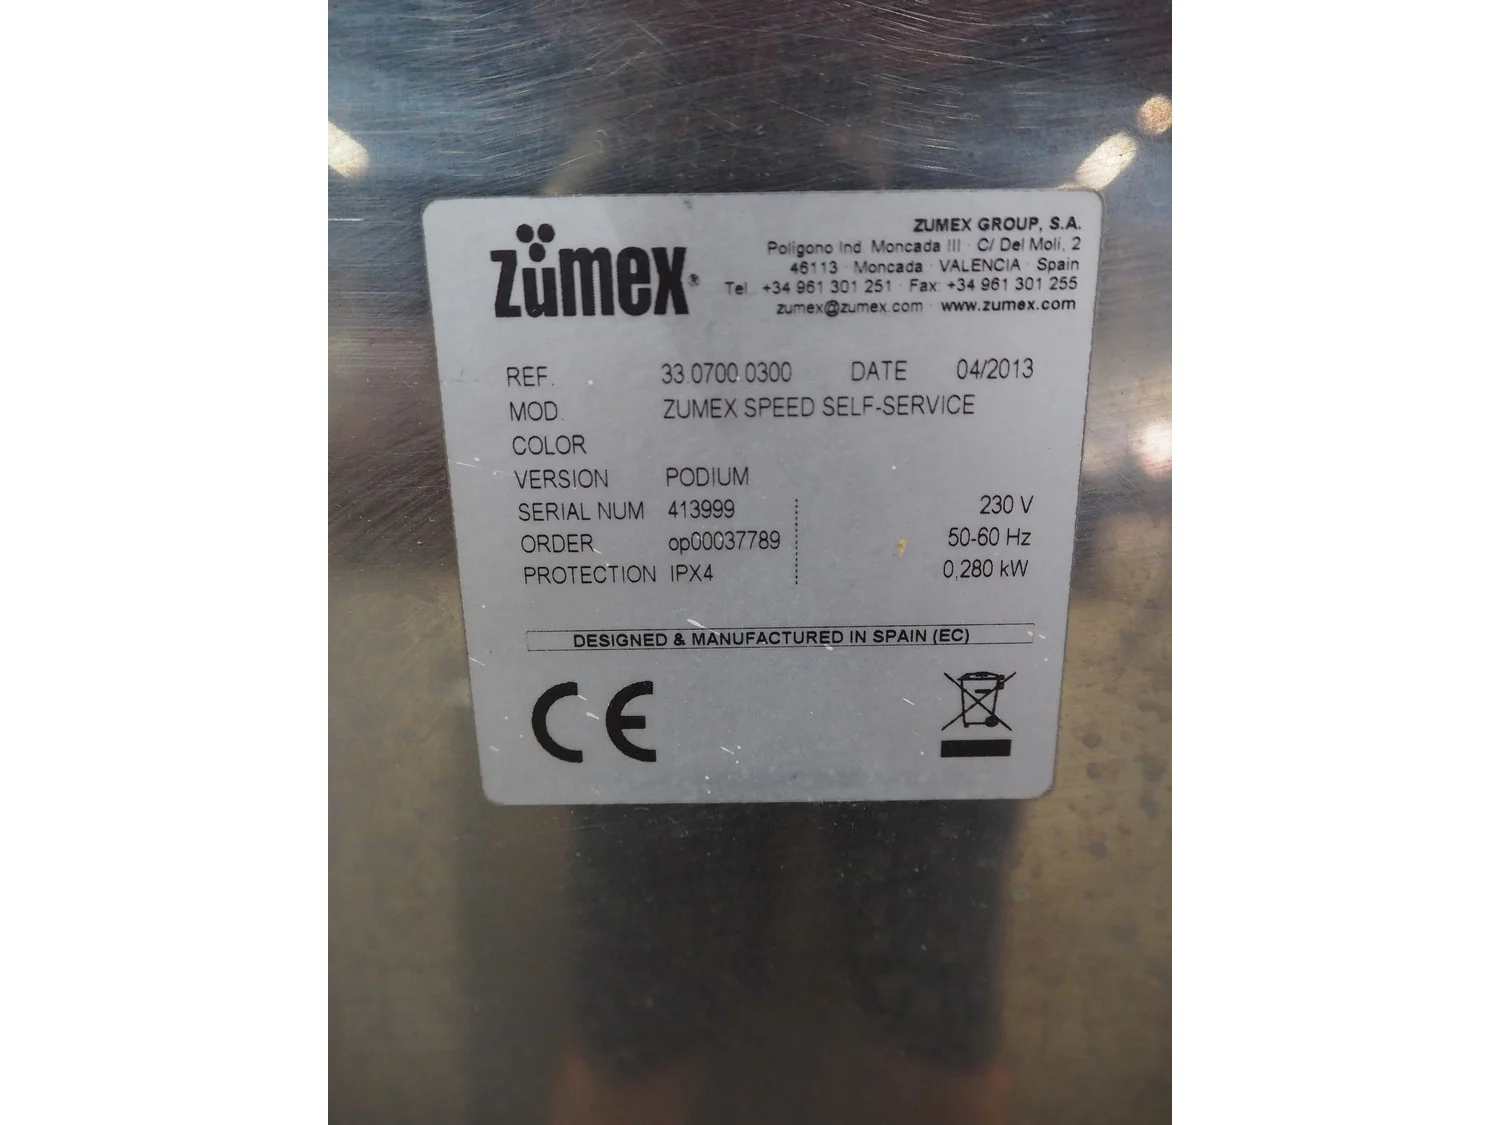 zümex®
ZUMEX GROUP, S.A.
Polígono Ind. Moncada III · C/ Del Molí, 2
46113 · Moncada · VALENCIA · Spain
Tel. +34 961 301 251 · Fax: +34 961 301 255
zumex@zumex.com · www.zumex.com
REF. 33.0700.0300 DATE 04/2013
MOD. ZUMEX SPEED SELF-SERVICE
COLOR
VERSION PODIUM
SERIAL NUM 413999 230 V
ORDER op00037789 50-60 Hz
PROTECTION IPX4 0,280 kW
DESIGNED & MANUFACTURED IN SPAIN (EC)
CE